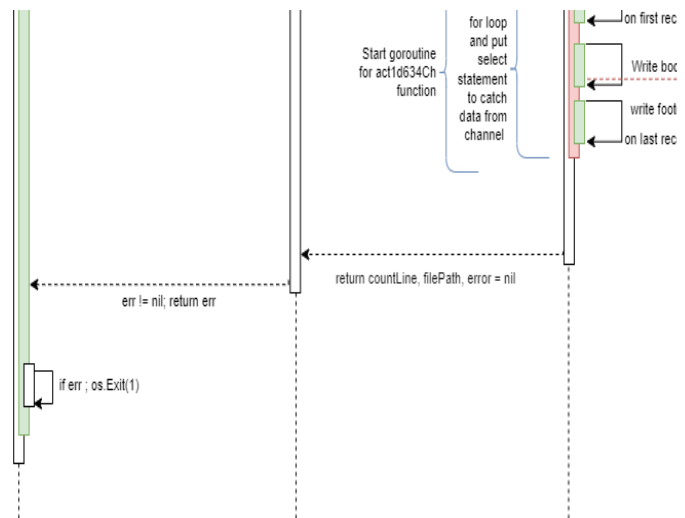 on first rec
for loop
and put
select
statement
to catch
data from
channel
Start goroutine
for act1d634Ch
function
Write
write
on last rec
return countLine, filePath, error = nil
err != nil; return err
if err ; os.Exit(1)